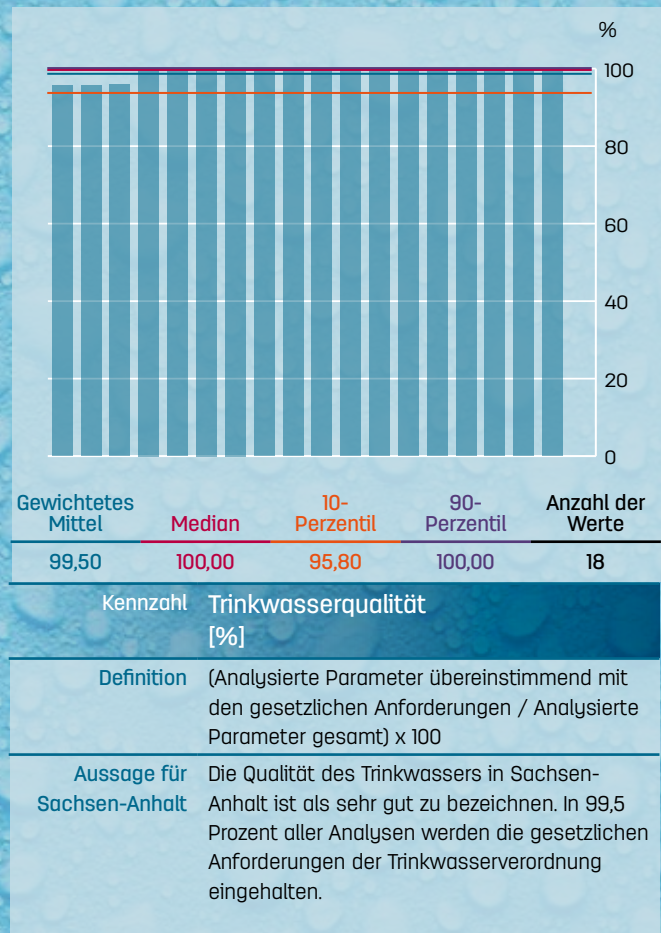 %
100
80
60
40
20
0
Gewichtetes Mittel
Median
10-Perzentil
90-Perzentil
Anzahl der Werte
99,50 100,00 95,80 100,00 18
Kennzahl Trinkwasserqualität
[%]
Definition (Analysierte Parameter übereinstimmend mit
den gesetzlichen Anforderungen / Analysierte
Parameter gesamt) x 100
Aussage für Sachsen-Anhalt
Die Qualität des Trinkwassers in Sachsen-
Anhalt ist als sehr gut zu bezeichnen. In 99,5
Prozent aller Analysen werden die gesetzlichen
Anforderungen der Trinkwasserverordnung
eingehalten.